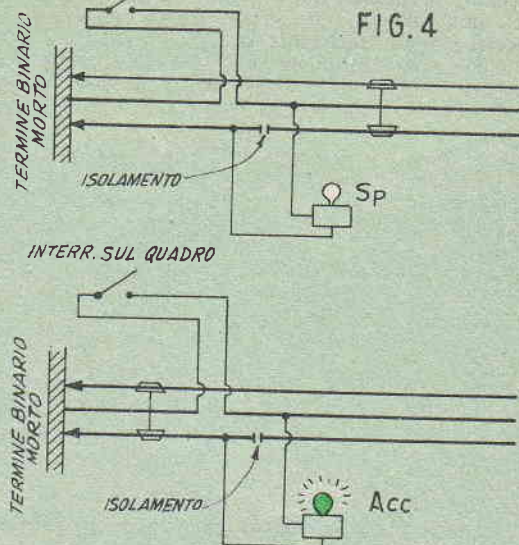 FIG. 4
TERMINE BINARIO
MORTO
ISOLAMENTO
Sp
INTERR. SUL QUADRO
TERMINE BINARIO
MORTO
ISOLAMENTO
Acc